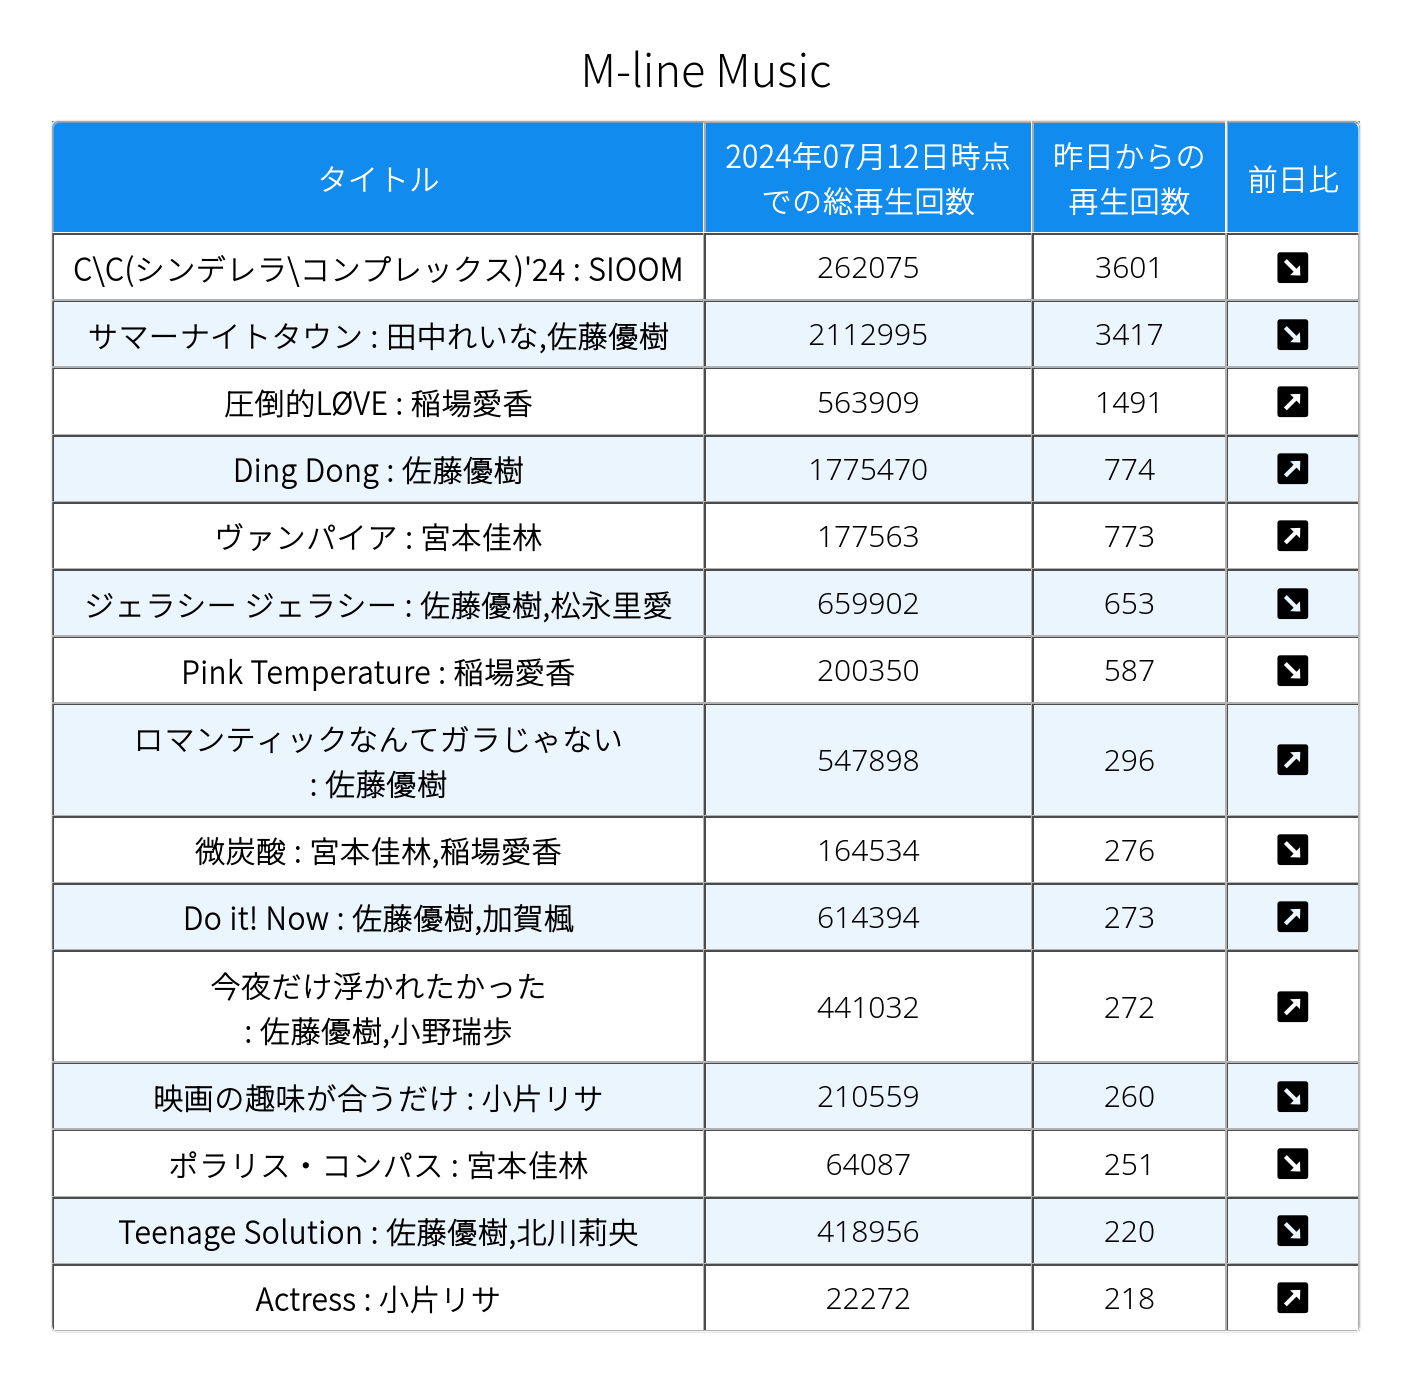 M-line Music
タイトル
2024年07月12日時点
での総再生回数
昨日からの
再生回数
前日比
C\C(シンデレラ\コンプレックス)'24 : SIOOM 262075 3601
サマーナイトタウン : 田中れいな,佐藤優樹 2112995 3417
圧倒的LØVE : 稲場愛香 563909 1491
Ding Dong : 佐藤優樹 1775470 774
ヴァンパイア : 宮本佳林 177563 773
ジェラシー ジェラシー : 佐藤優樹,松永里愛 659902 653
Pink Temperature : 稲場愛香 200350 587
ロマンティックなんてガラじゃない
: 佐藤優樹 547898 296
微炭酸 : 宮本佳林,稲場愛香 164534 276
Do it! Now : 佐藤優樹,加賀楓 614394 273
今夜だけ浮かれたかった
: 佐藤優樹,小野瑞歩 441032 272
映画の趣味が合うだけ : 小片リサ 210559 260
ポラリス・コンパス : 宮本佳林 64087 251
Teenage Solution : 佐藤優樹,北川莉央 418956 220
Actress : 小片リサ 22272 218